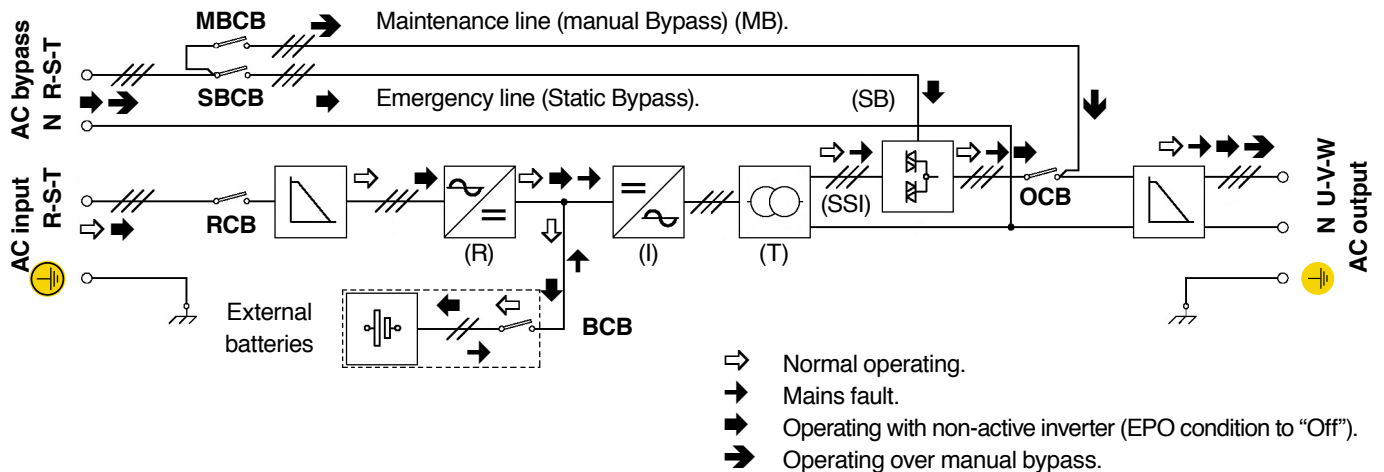 MBCB
Maintenance line (manual Bypass) (MB).
AC bypass
N R-S-T
SBCB
Emergency line (Static Bypass).
(SB)
AC input
R-S-T
RCB
(R)
(I)
(T)
(SSI)
OCB
N U-V-W
AC output
External
batteries
BCB
Normal operating.
Mains fault.
Operating with non-active inverter (EPO condition to “Off”).
Operating over manual bypass.